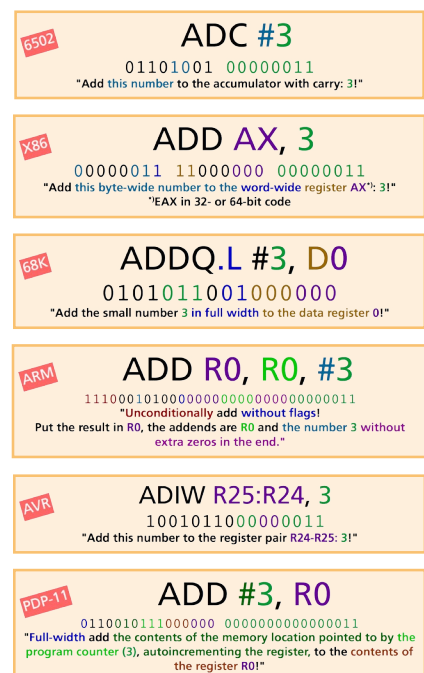 6502
ADC #3
01101001 00000011
"Add this number to the accumulator with carry: 3!"
X86
ADD AX, 3
00000011 11000000 00000011
"Add this byte-wide number to the word-wide register AX*): 3!"
*)EAX in 32- or 64-bit code
68K
ADDQ.L #3, D0
0101011001000000
"Add the small number 3 in full width to the data register 0!"
ARM
ADD R0, R0, #3
11100010100000000000000000000011
"Unconditionally add without flags!
Put the result in R0, the addends are R0 and the number 3 without
extra zeros in the end."
AVR
ADIW R25:R24, 3
1001011000000011
"Add this number to the register pair R24-R25: 3!"
PDP-11
ADD #3, R0
0110010111000000 0000000000000011
"Full-width add the contents of the memory location pointed to by the
program counter (3), autoincrementing the register, to the contents of
the register R0!"